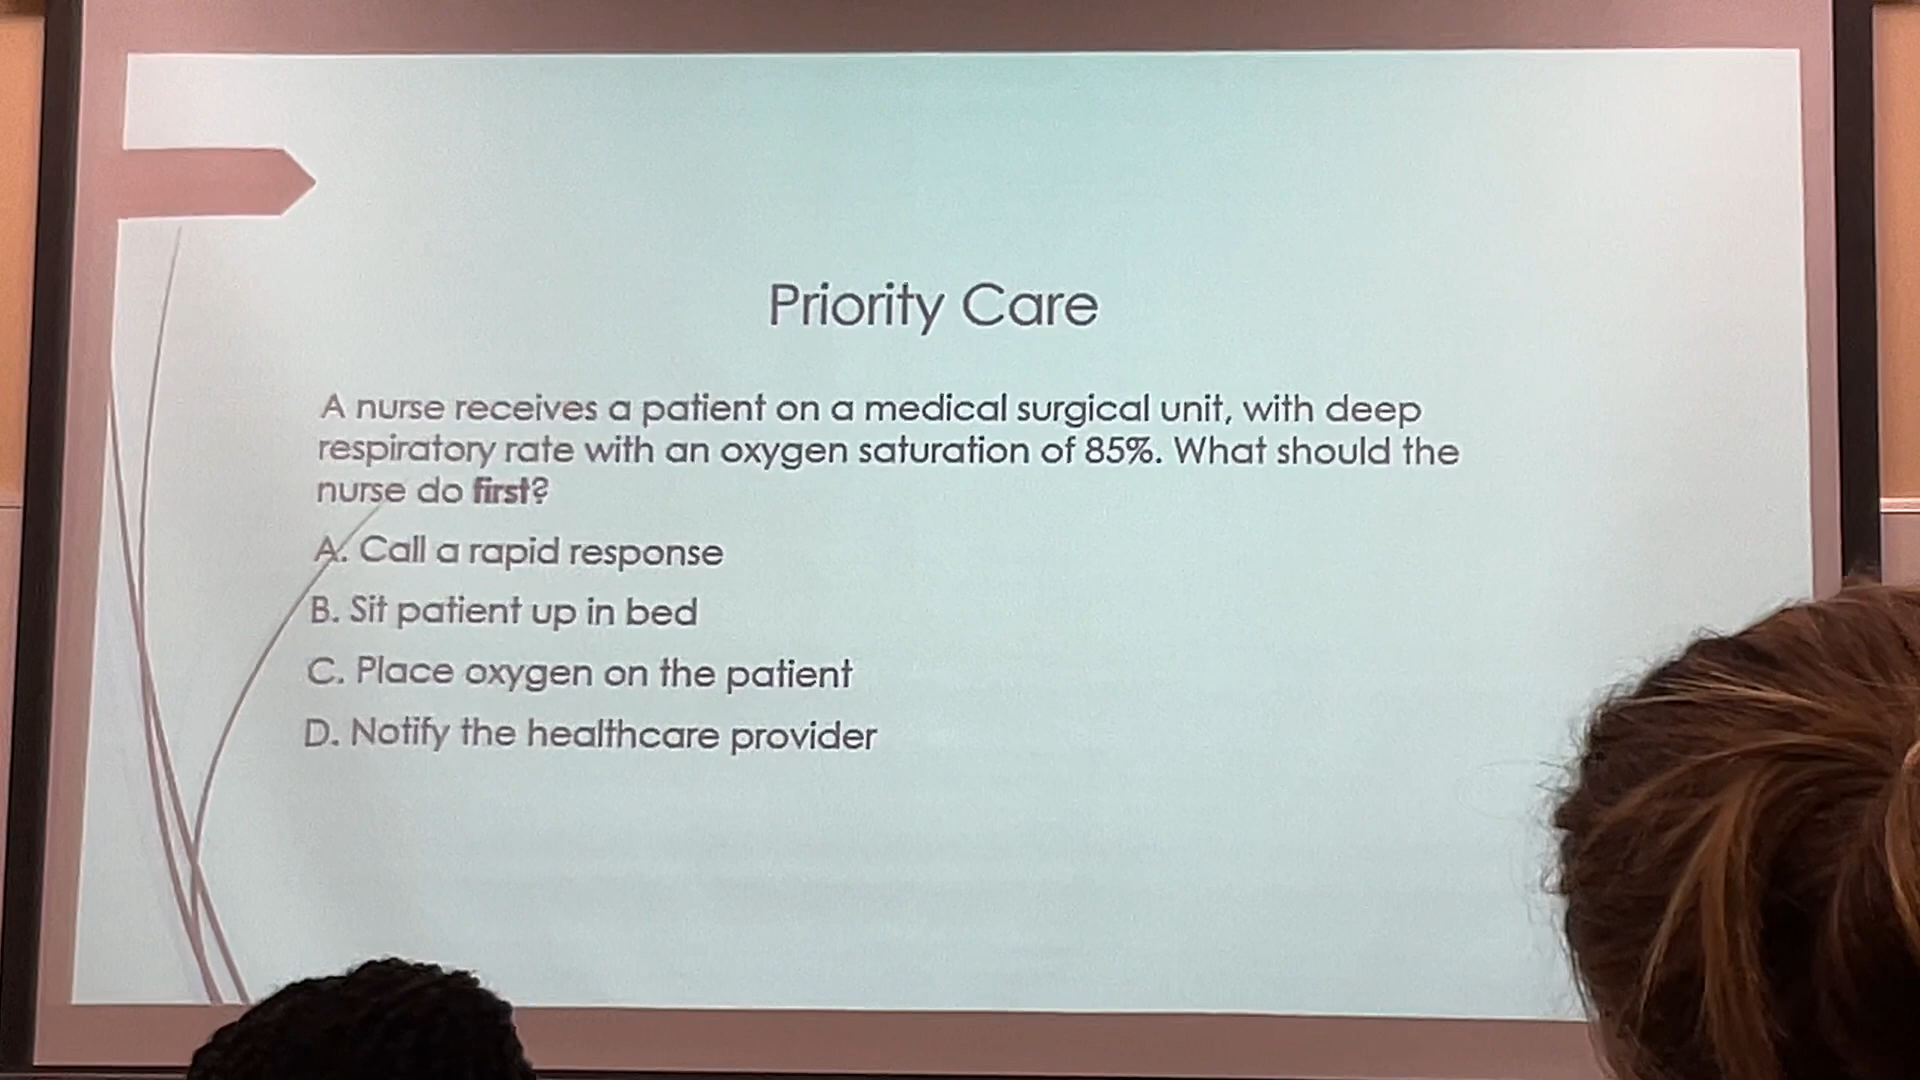 Priority Care
A nurse receives a patient on a medical surgical unit, with deep
respiratory rate with an oxygen saturation of 85%. What should the
nurse do first?
A. Call a rapid response
B. Sit patient up in bed
C. Place oxygen on the patient
D. Notify the healthcare provider